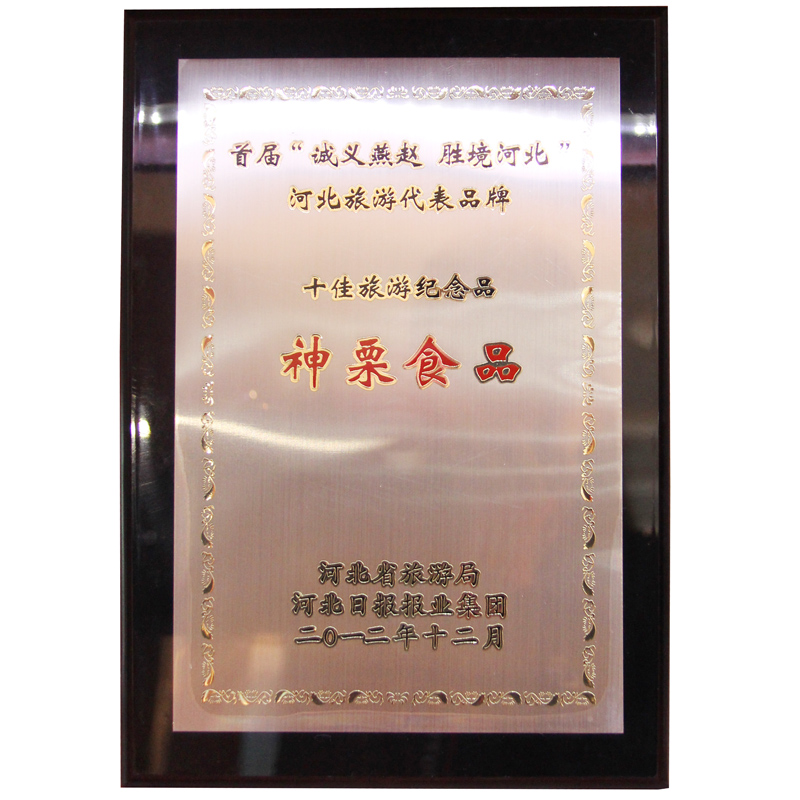 首届“诚义燕赵 胜境河北”
河北旅游代表品牌
十佳旅游纪念品
神栗食品
河北省旅游局
河北日报报业集团
二〇一二年十二月